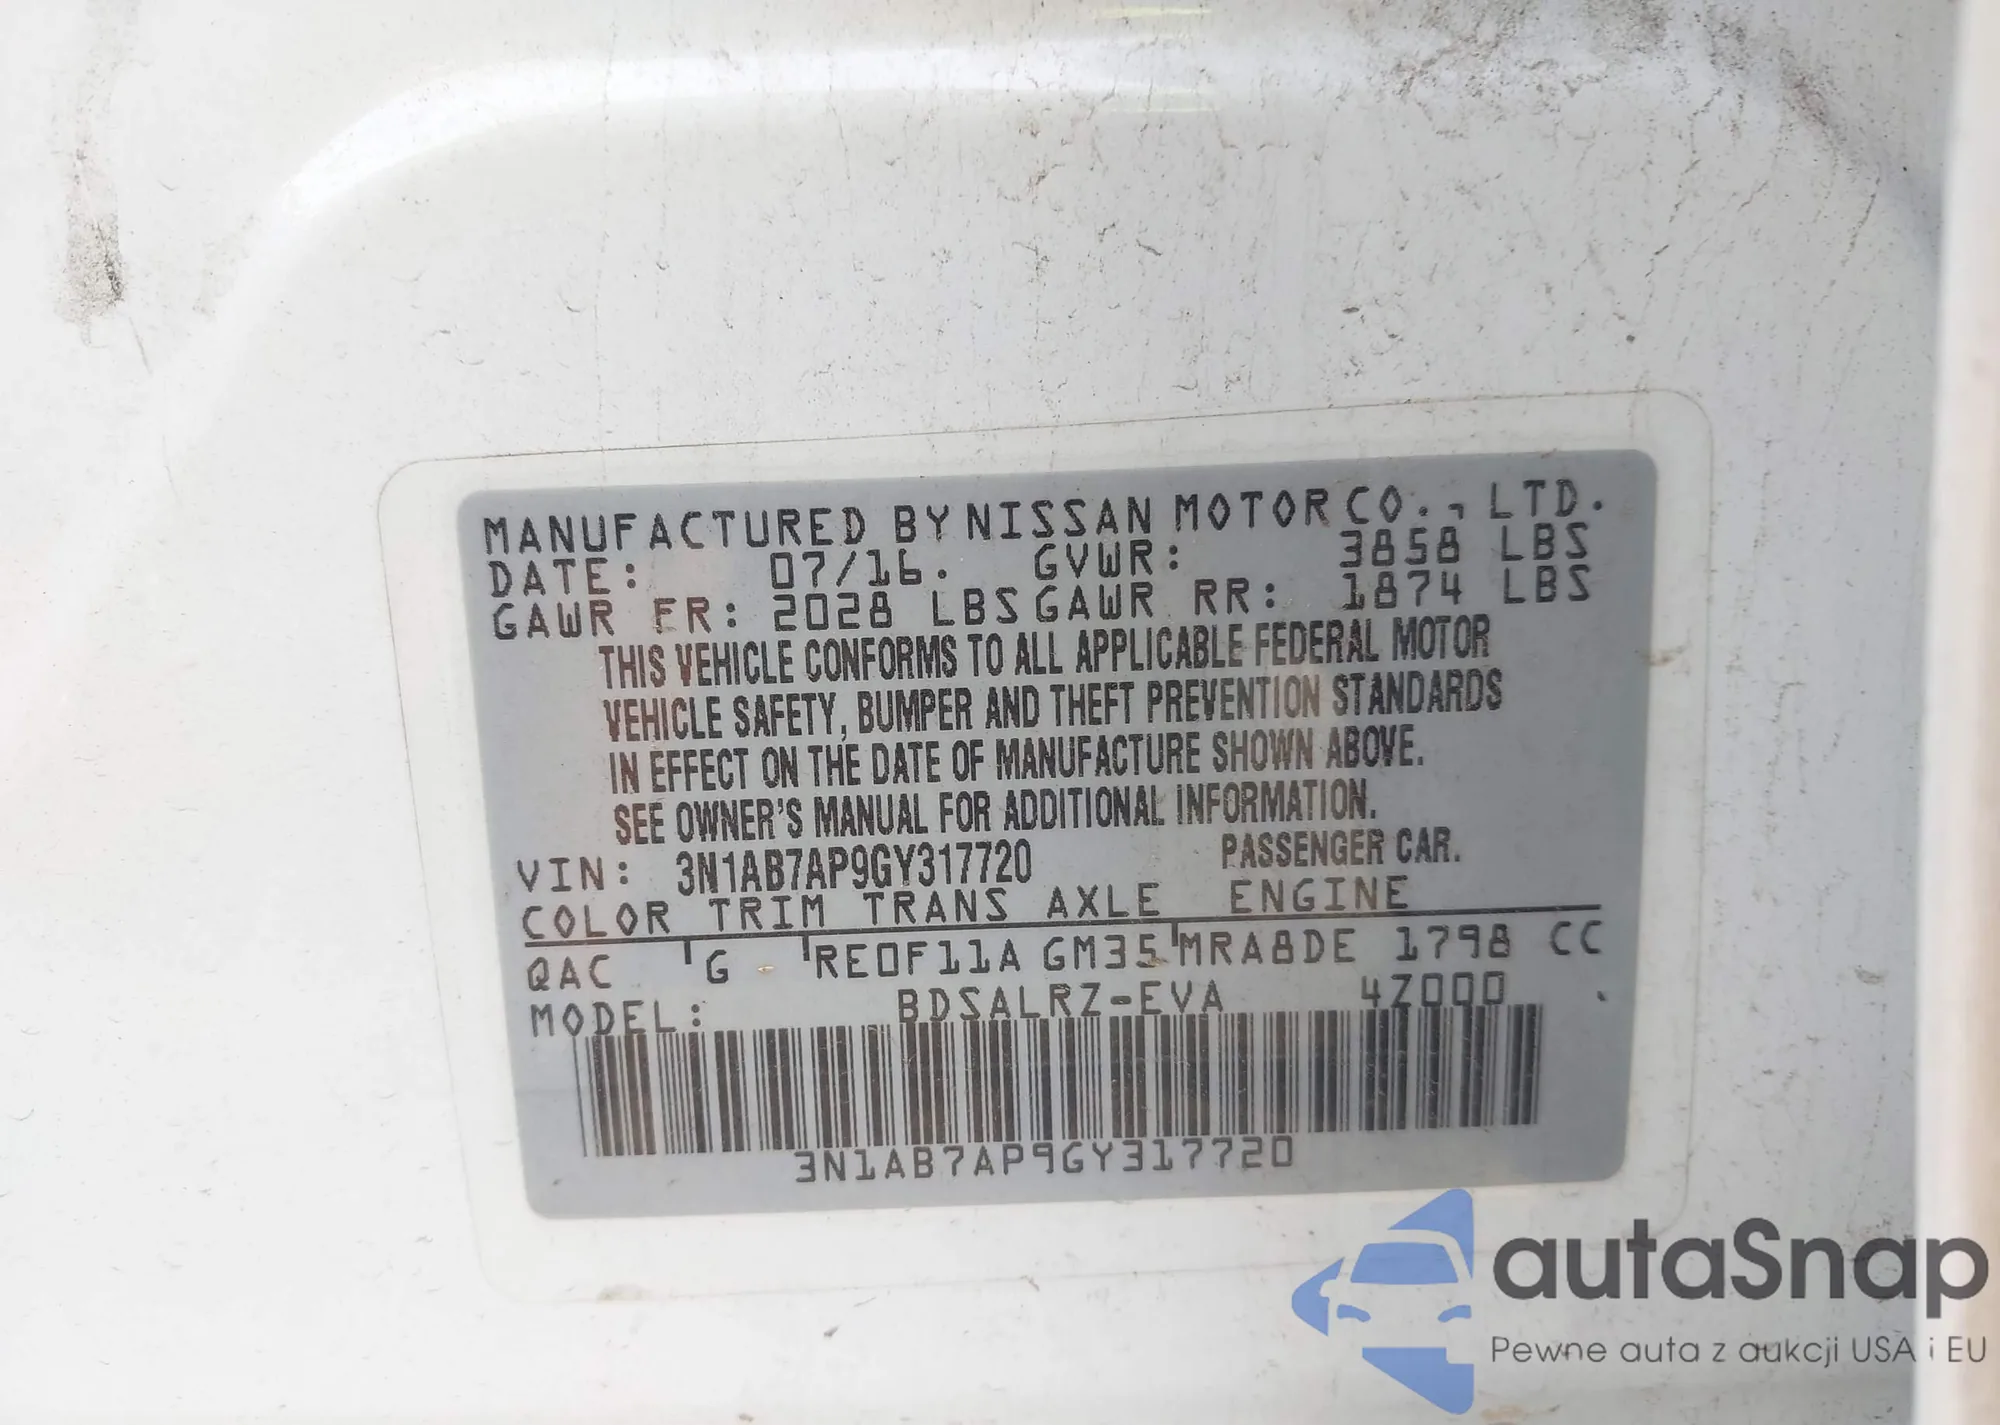 MANUFACTURED BY NISSAN MOTOR CO., LTD.
DATE: 07/16. GVWR: 3858 LBS
GAWR FR: 2028 LBS GAWR RR: 1874 LBS
THIS VEHICLE CONFORMS TO ALL APPLICABLE FEDERAL MOTOR
VEHICLE SAFETY, BUMPER AND THEFT PREVENTION STANDARDS
IN EFFECT ON THE DATE OF MANUFACTURE SHOWN ABOVE.
SEE OWNER'S MANUAL FOR ADDITIONAL INFORMATION.
VIN: 3N1AB7AP9GY317720 PASSENGER CAR.
COLOR TRIM TRANS AXLE ENGINE
QAC G RE0F11A GM35 MRA8DE 1798 CC
MODEL: BDSALRZ-EVA 4Z000
3N1AB7AP9GY317720
autaSnap
Pewne auta z aukcji USA i EU